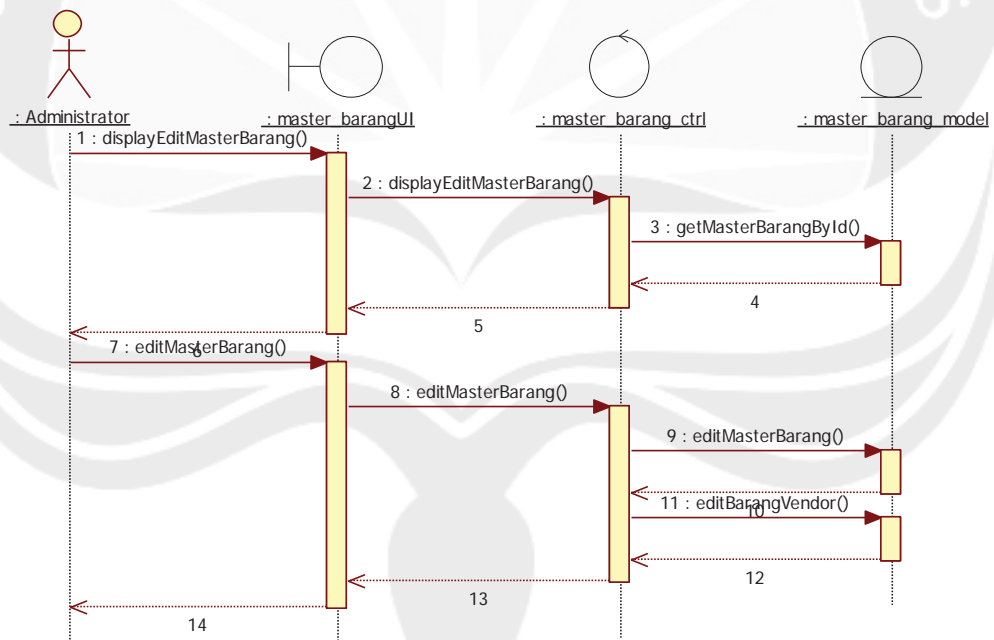 : Administrator
: master_barangUI
: master_barang_ctrl
: master_barang_model
1 : displayEditMasterBarang()
2 : displayEditMasterBarang()
3 : getMasterBarangById()
4
5
6
7 : editMasterBarang()
8 : editMasterBarang()
9 : editMasterBarang()
10
11 : editBarangVendor()
12
13
14